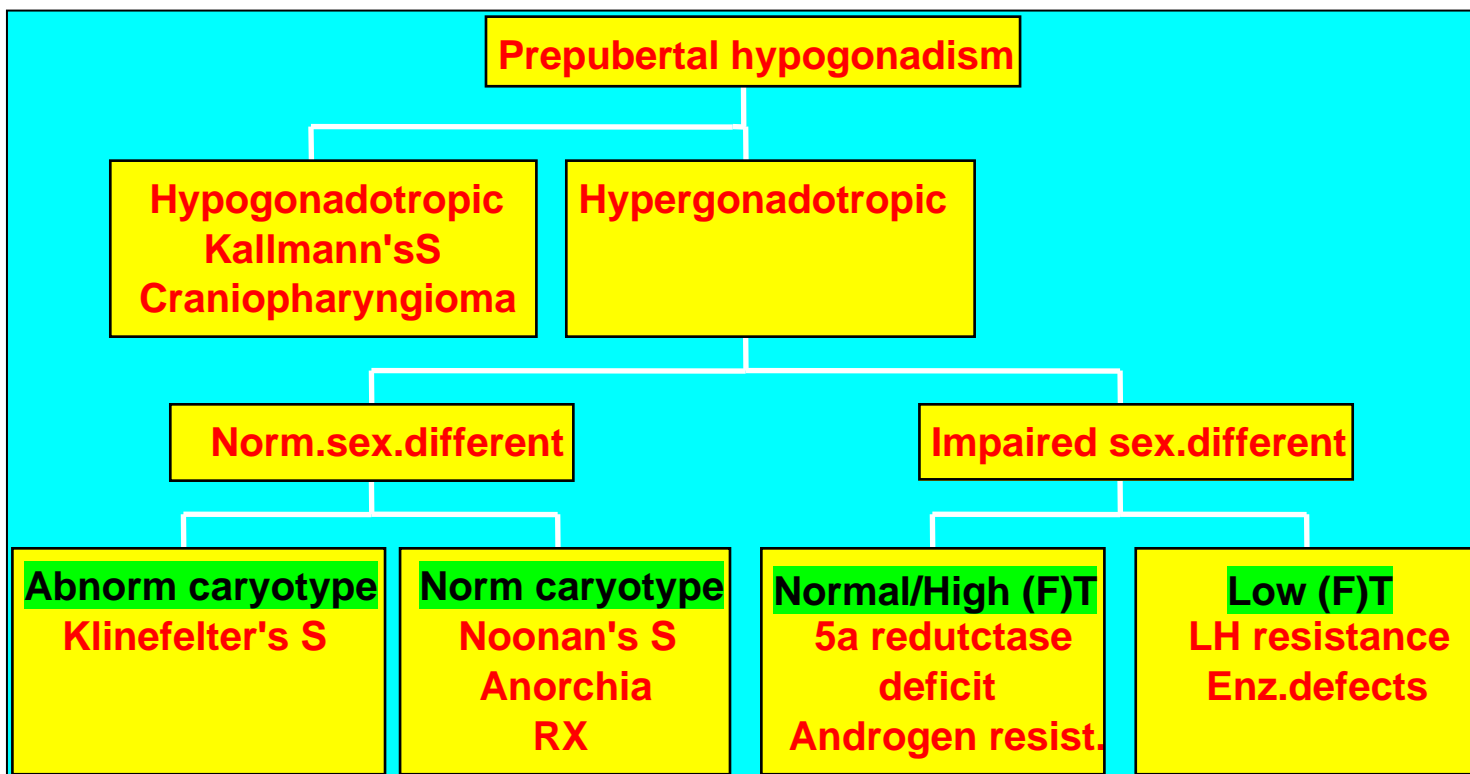 Prepubertal hypogonadism
Hypogonadotropic
Kallmann'sS
Craniopharyngioma
Hypergonadotropic
Norm.sex.different
Impaired sex.different
Abnorm caryotype
Klinefelter's S
Norm caryotype
Noonan's S
Anorchia
RX
Normal/High (F)T
5a redutctase
deficit
Androgen resist.
Low (F)T
LH resistance
Enz.defects